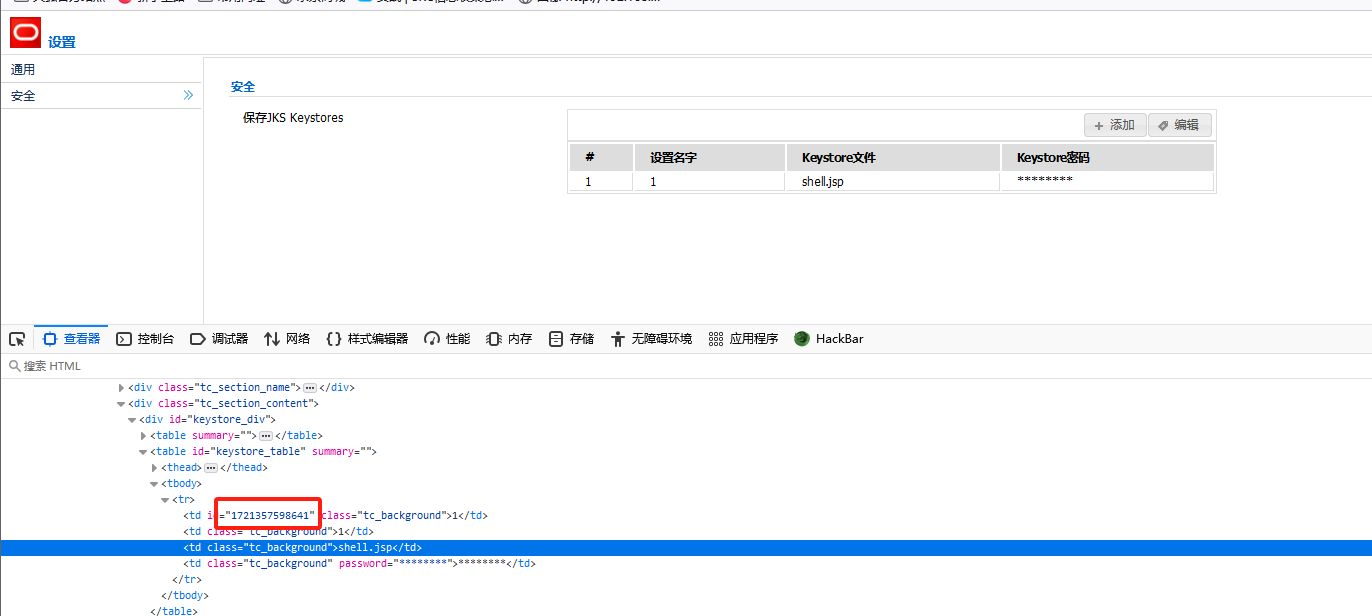 设置
通用
安全
安全
保存JKS Keystores
添加 编辑
# 设置名字 Keystore文件 Keystore密码
1 1 shell.jsp ********
查看器 控制台 调试器 网络 {} 样式编辑器 性能 内存 存储 无障碍环境 应用程序 HackBar
搜索 HTML
<div class="tc_section_name"> ••• </div>
<div class="tc_section_content">
<div id="keystore_div">
<table summary=""> ••• </table>
<table id="keystore_table" summary="">
<thead> ••• </thead>
<tbody>
<tr>
<td id="1721357598641" class="tc_background">1</td>
<td class="tc_background">1</td>
<td class="tc_background">shell.jsp</td>
<td class="tc_background" password="********">********</td>
</tr>
</tbody>
</table>